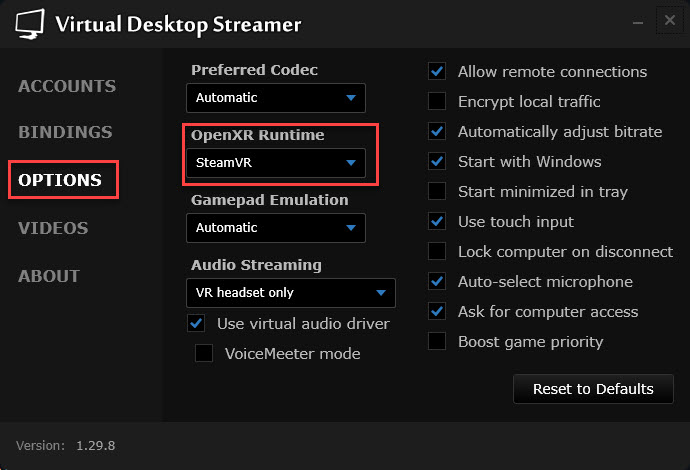 Virtual Desktop Streamer
ACCOUNTS
BINDINGS
OPTIONS
VIDEOS
ABOUT
Preferred Codec
Automatic
OpenXR Runtime
SteamVR
Gamepad Emulation
Automatic
Audio Streaming
VR headset only
Use virtual audio driver
VoiceMeeter mode
Allow remote connections
Encrypt local traffic
Automatically adjust bitrate
Start with Windows
Start minimized in tray
Use touch input
Lock computer on disconnect
Auto-select microphone
Ask for computer access
Boost game priority
Reset to Defaults
Version: 1.29.8